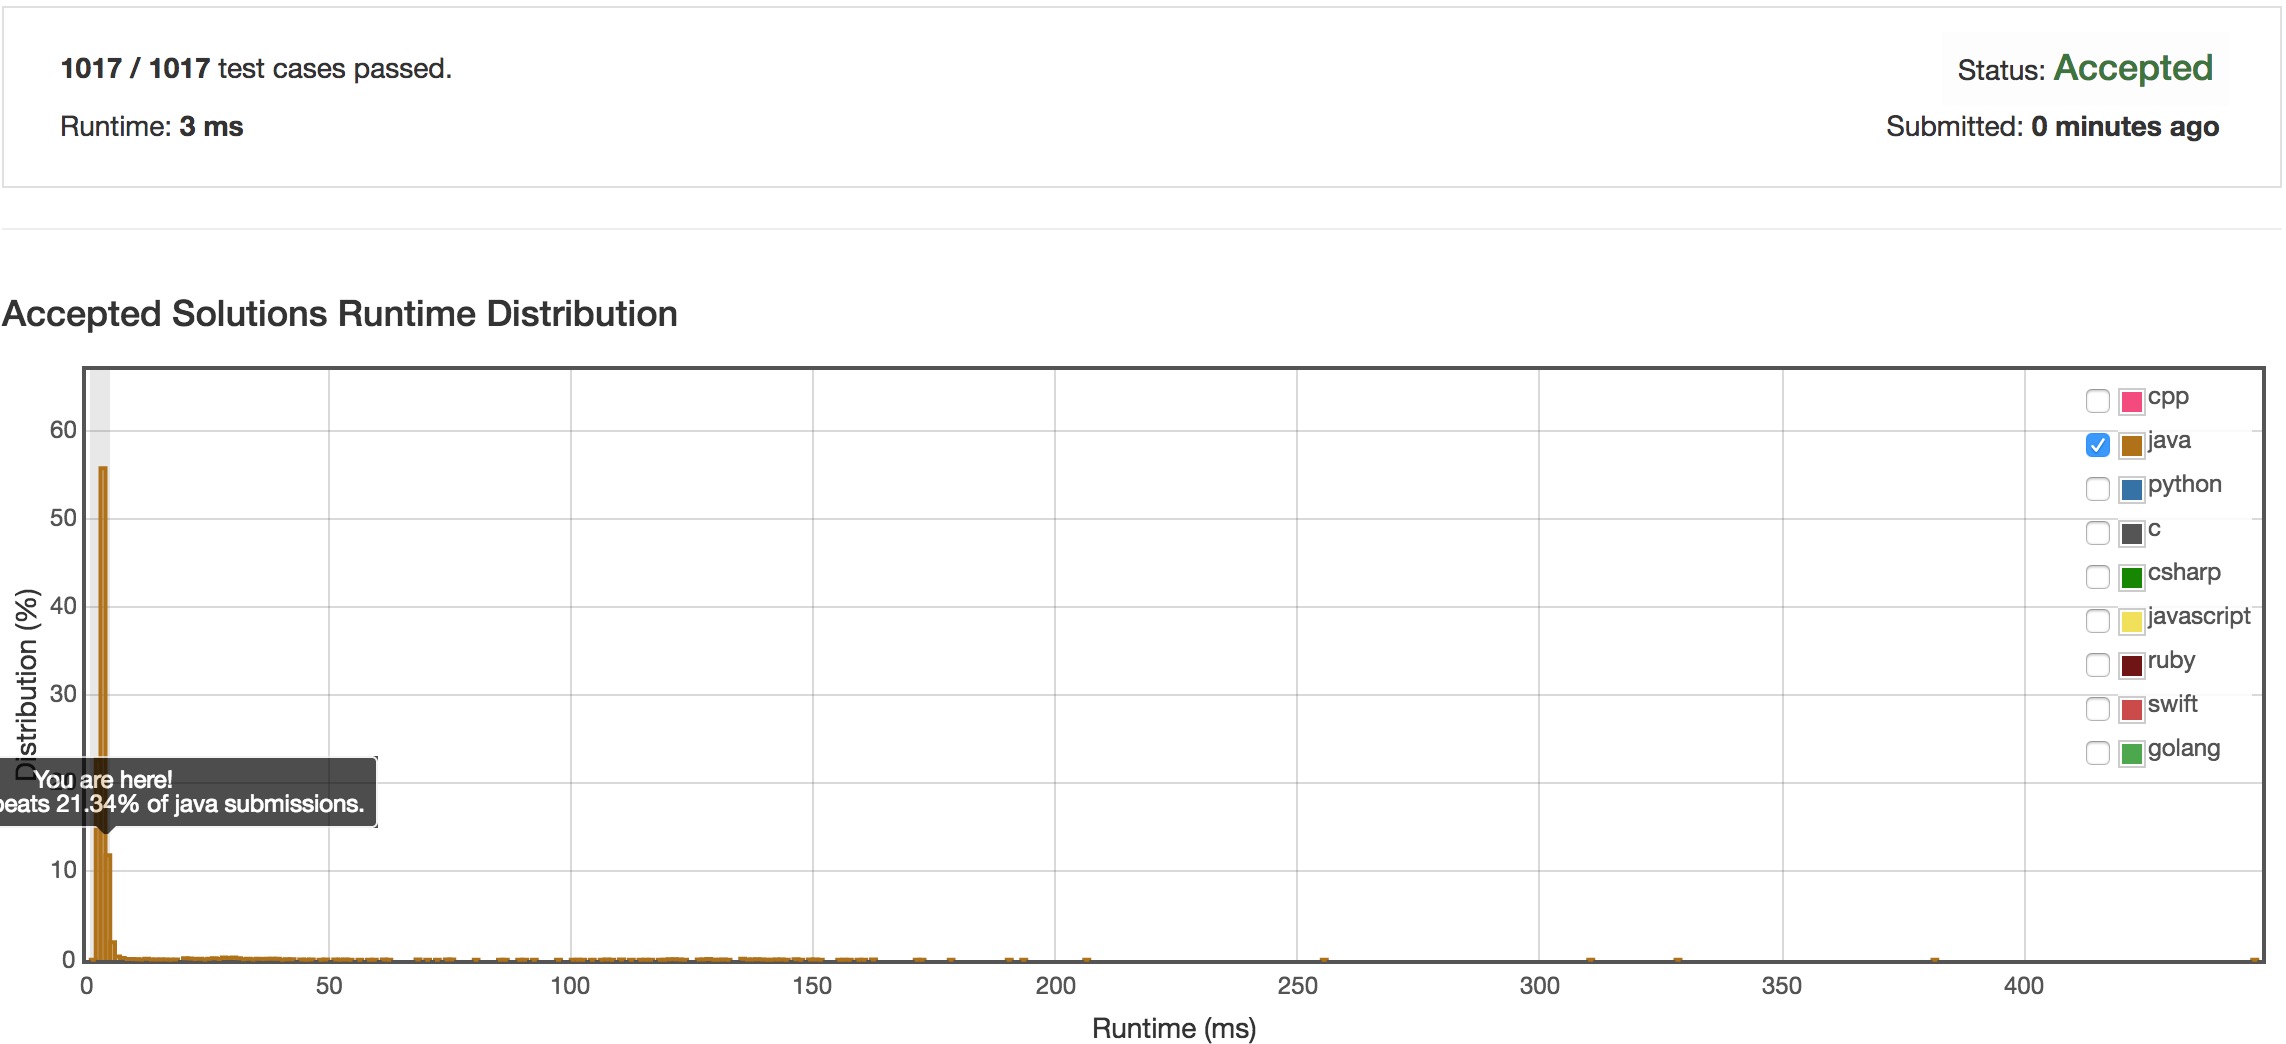 1017 / 1017 test cases passed.
Status: Accepted
Runtime: 3 ms
Submitted: 0 minutes ago
Accepted Solutions Runtime Distribution
cpp
java
python
c
csharp
javascript
ruby
swift
golang
Distribution (%)
60
50
40
30
10
0
You are here!
beats 21.34% of java submissions.
0 50 100 150 200 250 300 350 400
Runtime (ms)